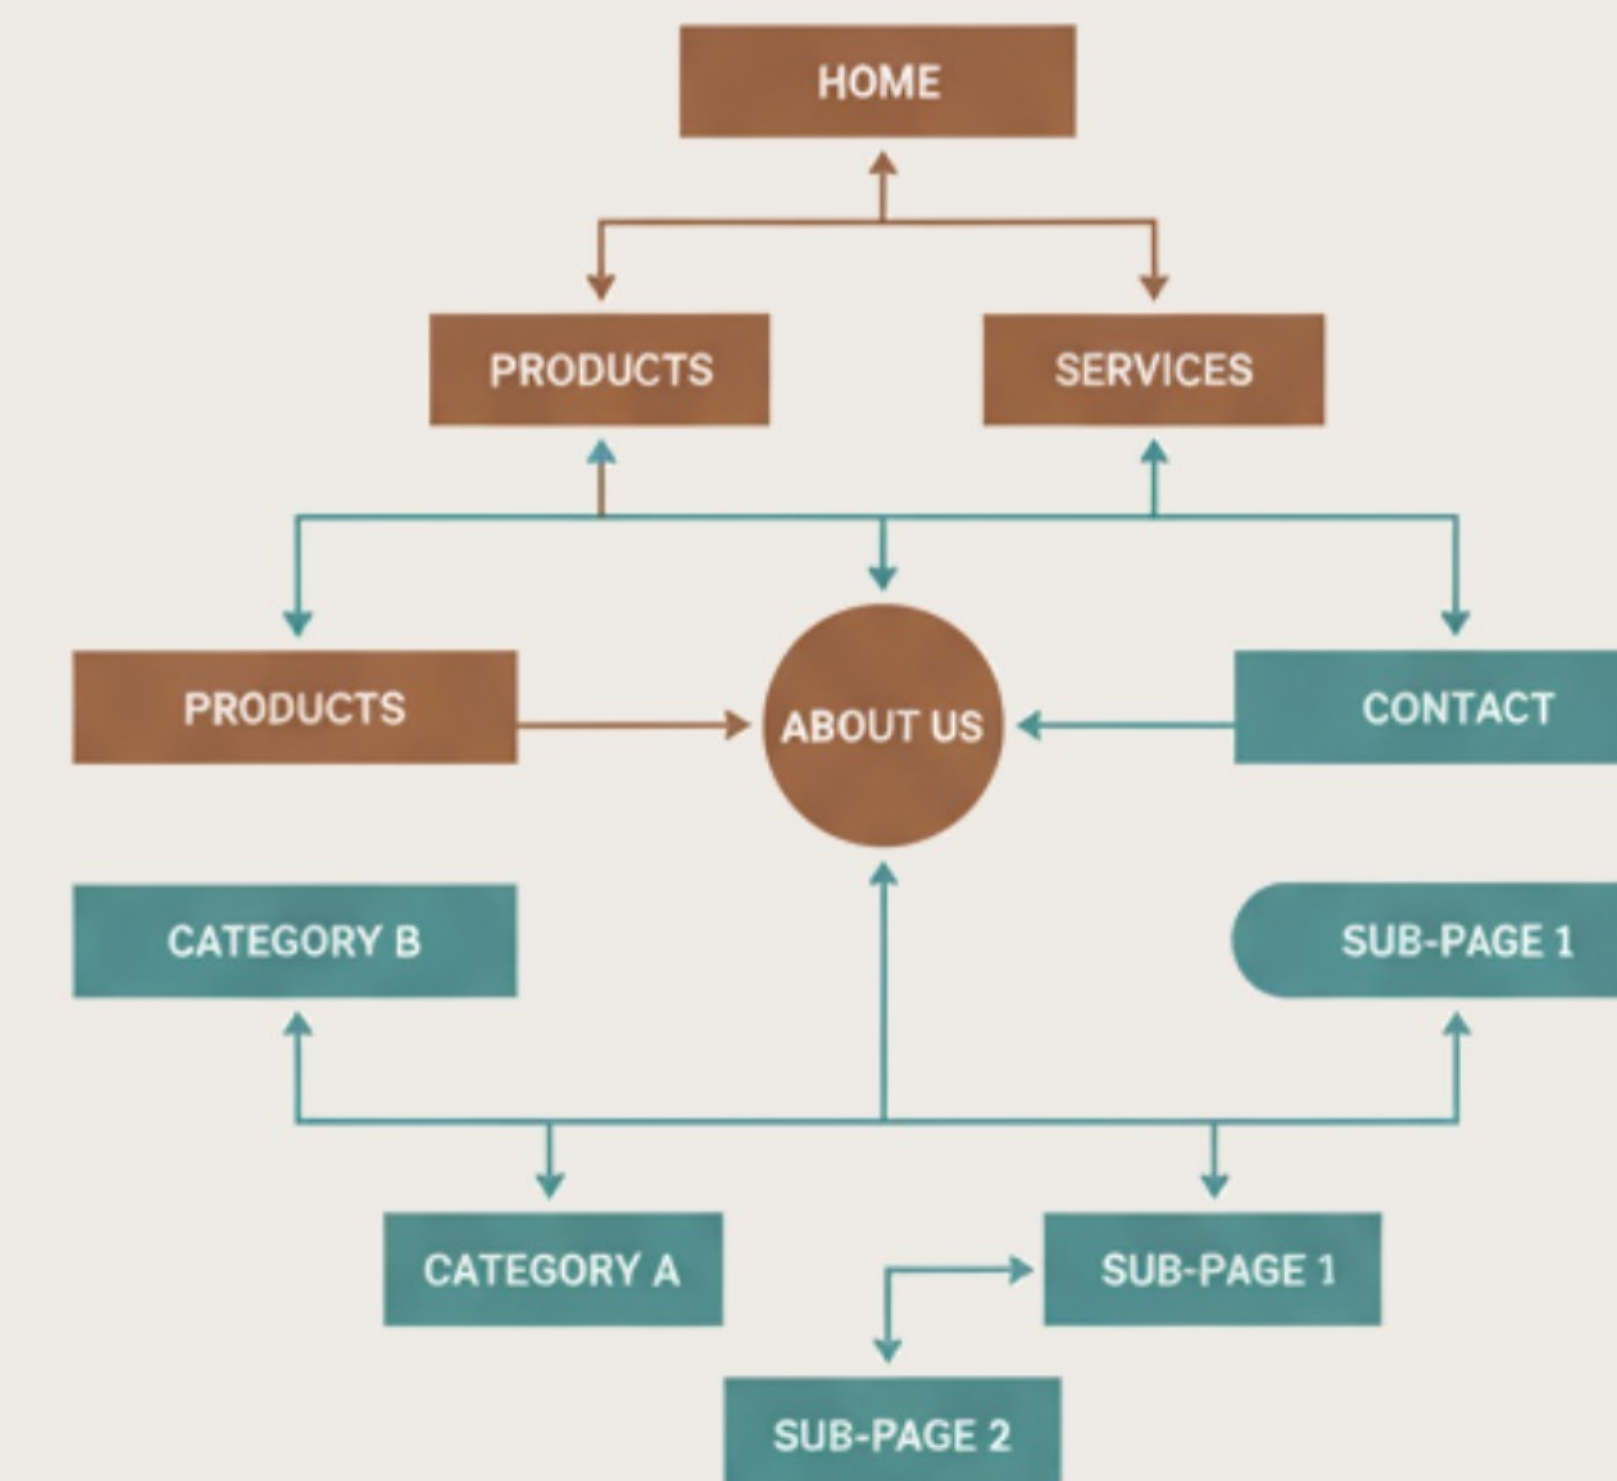 HOME
PRODUCTS
SERVICES
PRODUCTS
ABOUT US
CONTACT
CATEGORY B
SUB-PAGE 1
CATEGORY A
SUB-PAGE 1
SUB-PAGE 2